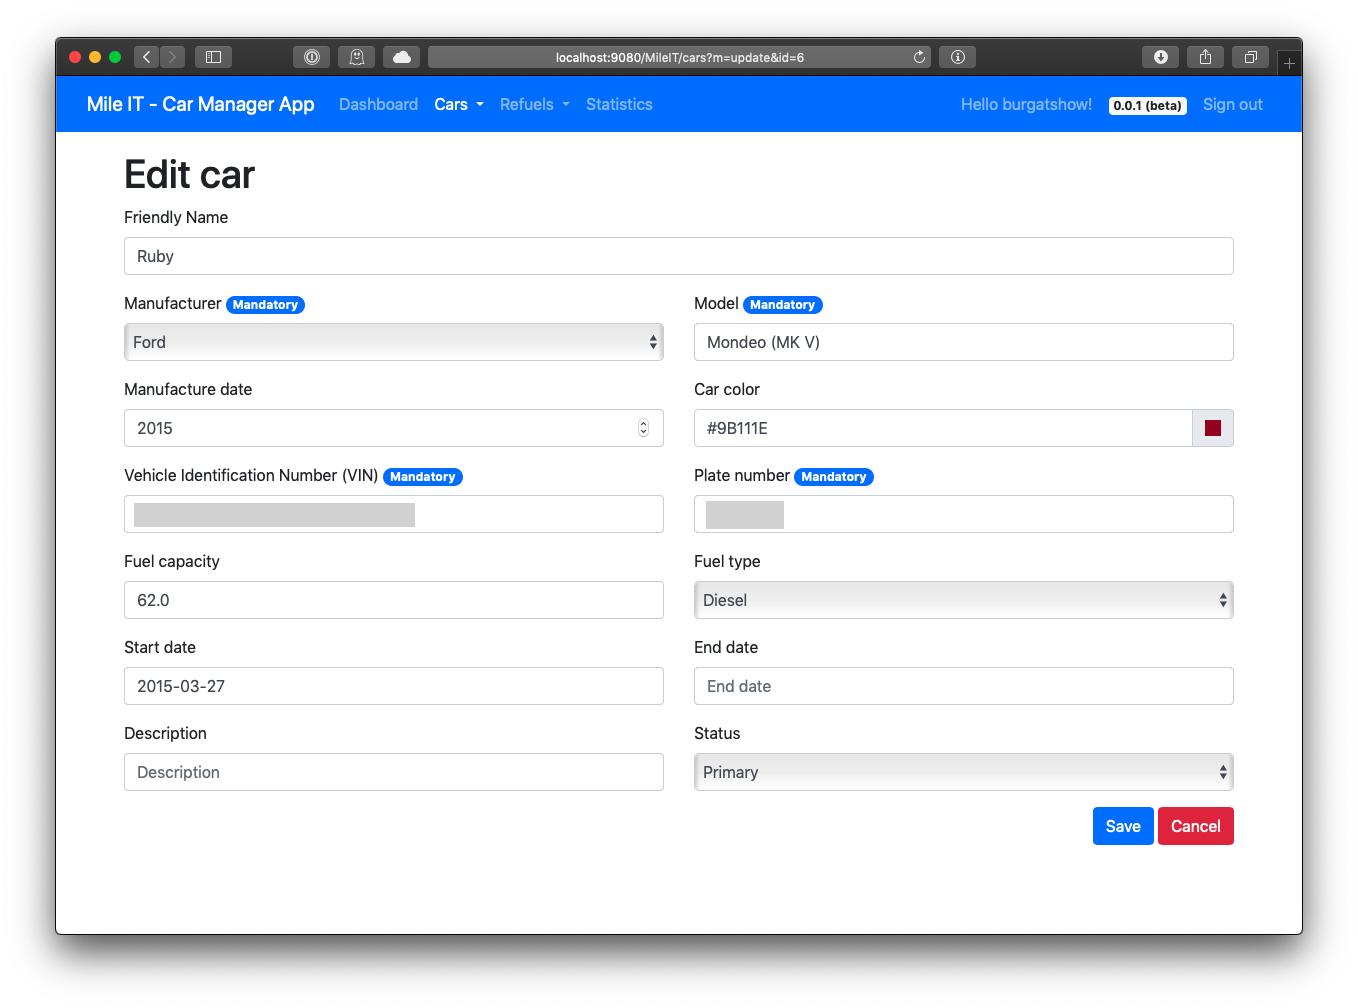 localhost:9080/MileIT/cars?m=update&id=6
Mile IT - Car Manager App Dashboard Cars Refuels Statistics Hello burgatshow! 0.0.1 (beta) Sign out
Edit car
Friendly Name
Ruby
Manufacturer Mandatory Model Mandatory
Ford Mondeo (MK V)
Manufacture date Car color
2015 #9B111E
Vehicle Identification Number (VIN) Mandatory Plate number Mandatory
Fuel capacity Fuel type
62.0 Diesel
Start date End date
2015-03-27 End date
Description Status
Description Primary
Save Cancel